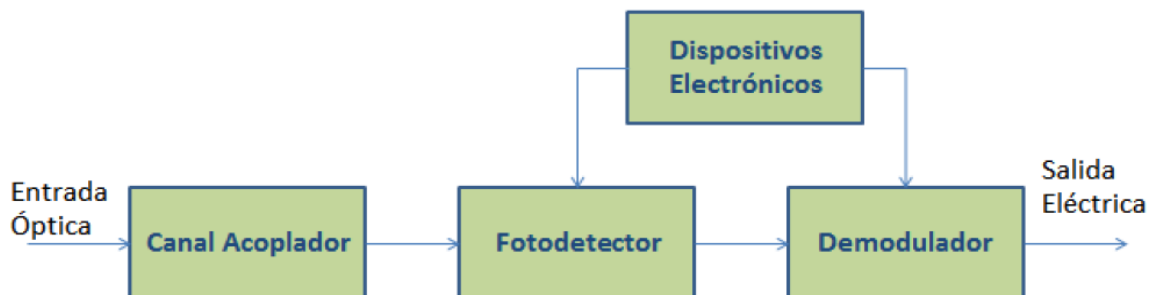 Dispositivos
Electrónicos
Entrada
Óptica
Canal Acoplador
Fotodetector
Demodulador
Salida
Eléctrica